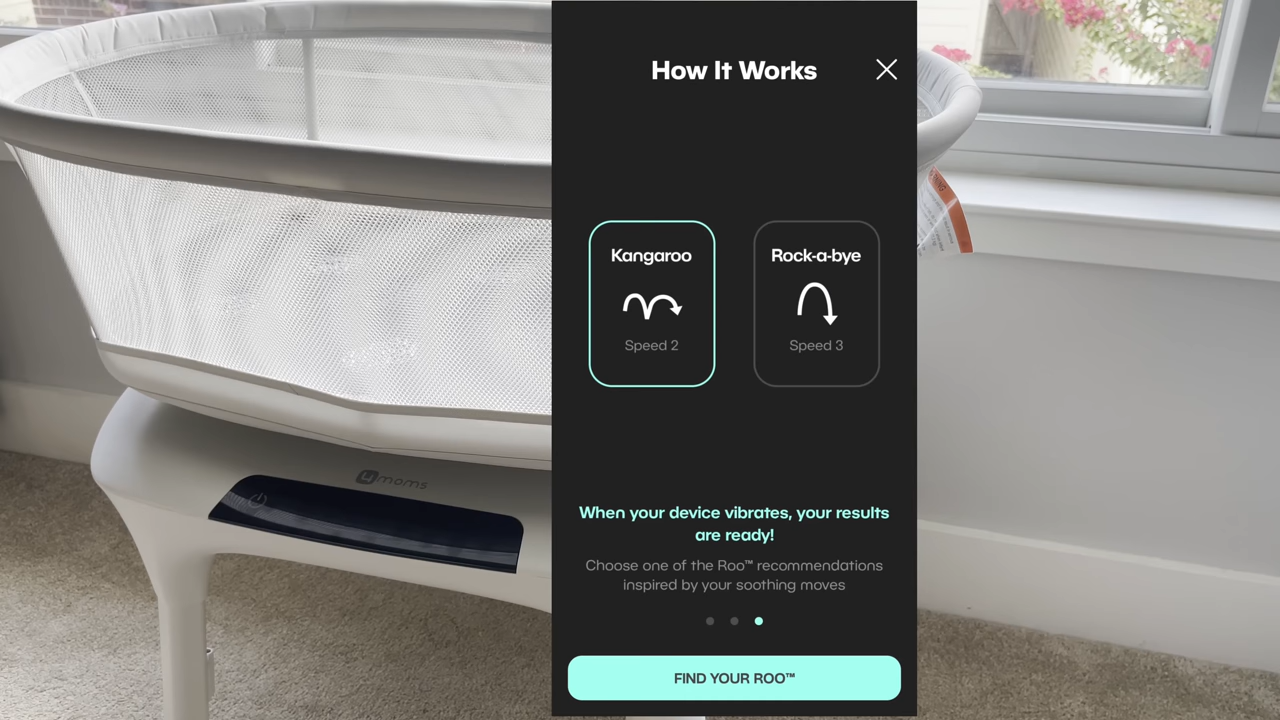 How It Works
Kangaroo
Speed 2
Rock-a-bye
Speed 3
When your device vibrates, your results
are ready!
Choose one of the Roo™ recommendations
inspired by your soothing moves
FIND YOUR ROO™
4moms